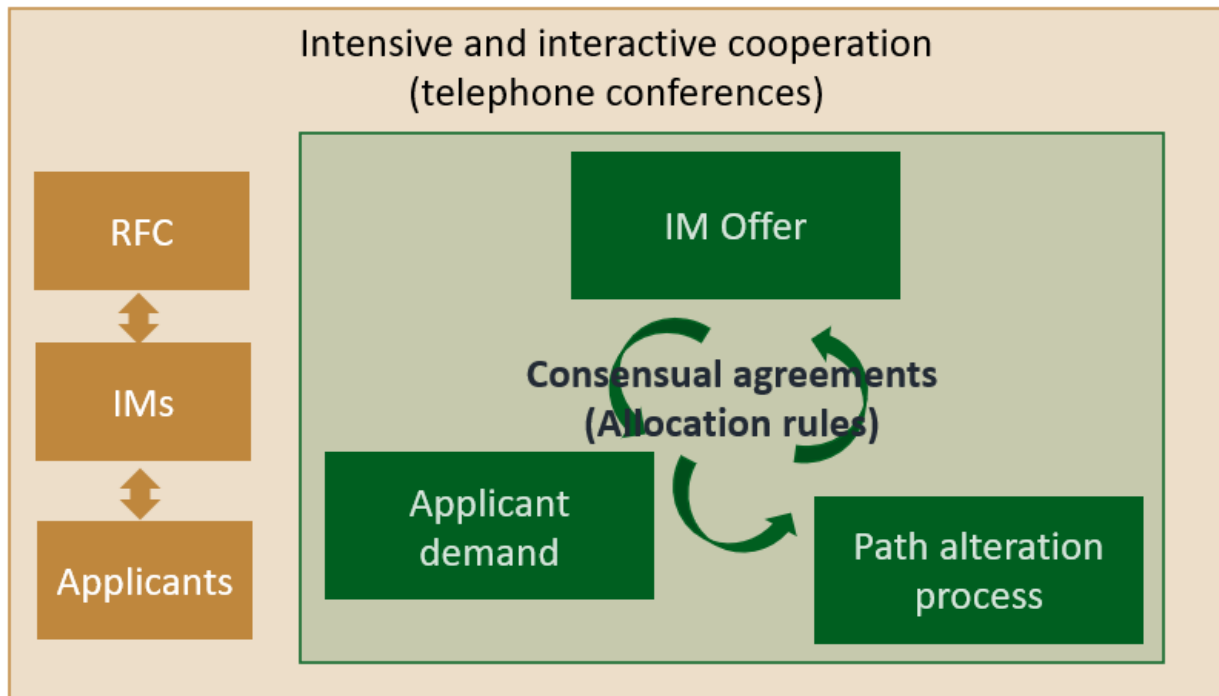 Intensive and interactive cooperation
(telephone conferences)
RFC
IMs
Applicants
IM Offer
Consensual agreements
(Allocation rules)
Applicant
demand
Path alteration
process